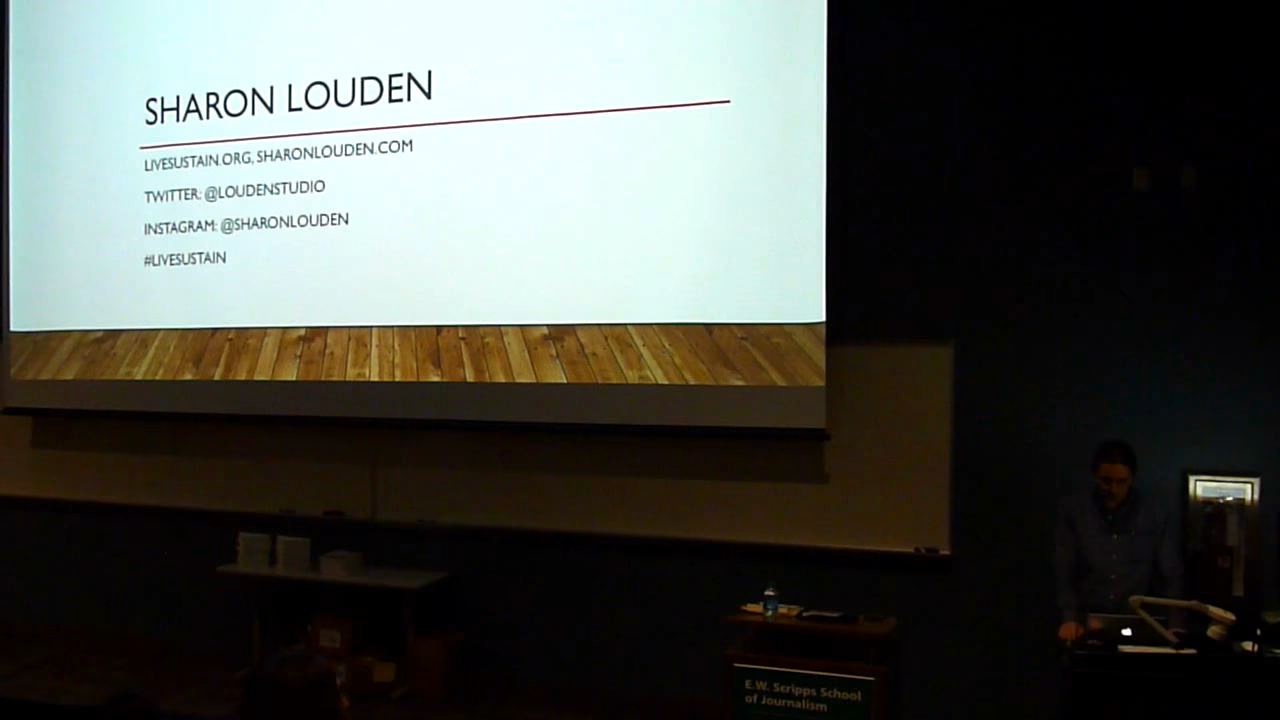 SHARON LOUDEN
LIVESUSTAIN.ORG, SHARONLOUDEN.COM
TWITTER: @LOUDENSTUDIO
INSTAGRAM: @SHARONLOUDEN
#LIVESUSTAIN
E.W. Scripps School
of Journalism